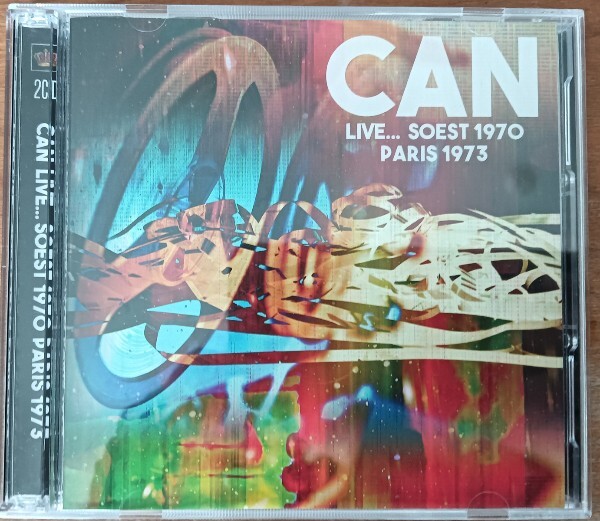 CAN
LIVE... SOEST 1970
PARIS 1973
2CD
CAN LIVE... SOEST 1970 PARIS 1973